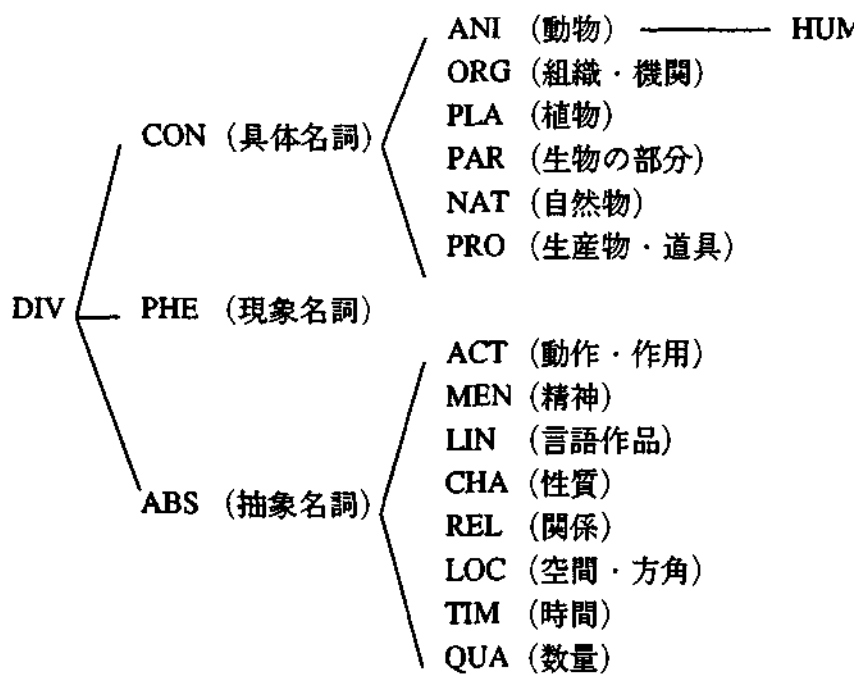 ANI (動物) HUM
ORG (組織・機関)
PLA (植物)
CON (具体名詞)
PAR (生物の部分)
NAT (自然物)
PRO (生産物・道具)
DIV PHE (現象名詞)
ACT (動作・作用)
MEN (精神)
LIN (言語作品)
CHA (性質)
ABS (抽象名詞)
REL (関係)
LOC (空間・方角)
TIM (時間)
QUA (数量)